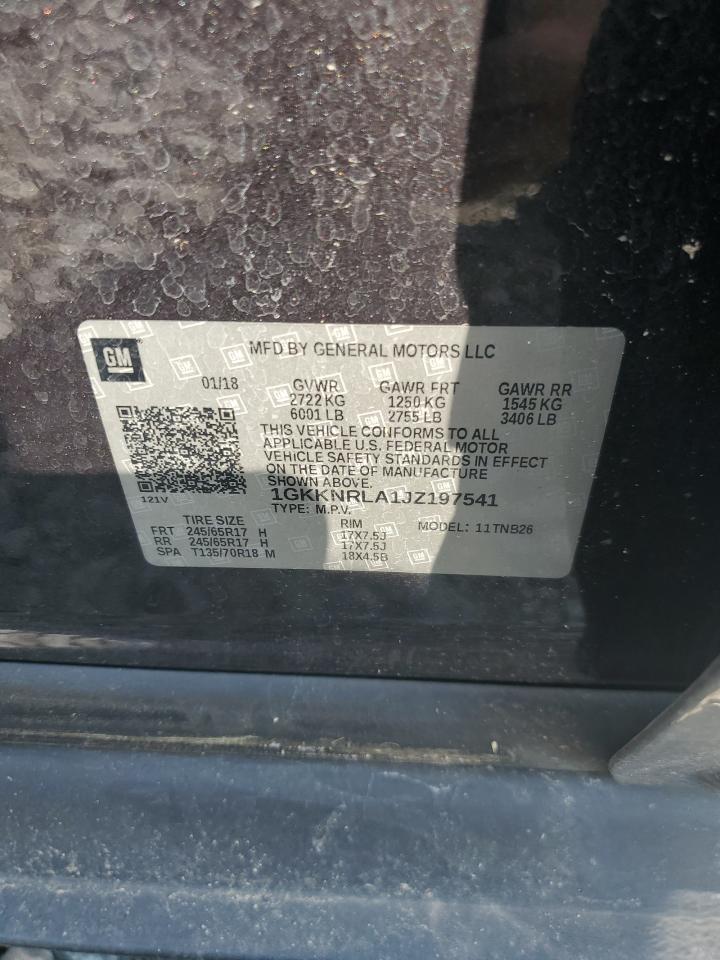 GM
MFD BY GENERAL MOTORS LLC
01/18 GVWR GAWR FRT GAWR RR
2722 KG 1250 KG 1545 KG
6001 LB 2755 LB 3406 LB
THIS VEHICLE CONFORMS TO ALL
APPLICABLE U.S. FEDERAL MOTOR
VEHICLE SAFETY STANDARDS IN EFFECT
ON THE DATE OF MANUFACTURE
SHOWN ABOVE.
121V 1GKKNRLA1JZ197541
TYPE: M.P.V. MODEL: 11TNB26
TIRE SIZE RIM
FRT 245/65R17 H 17X7.5J
RR 245/65R17 H 17X7.5J
SPA T135/70R18 M 18X4.5B